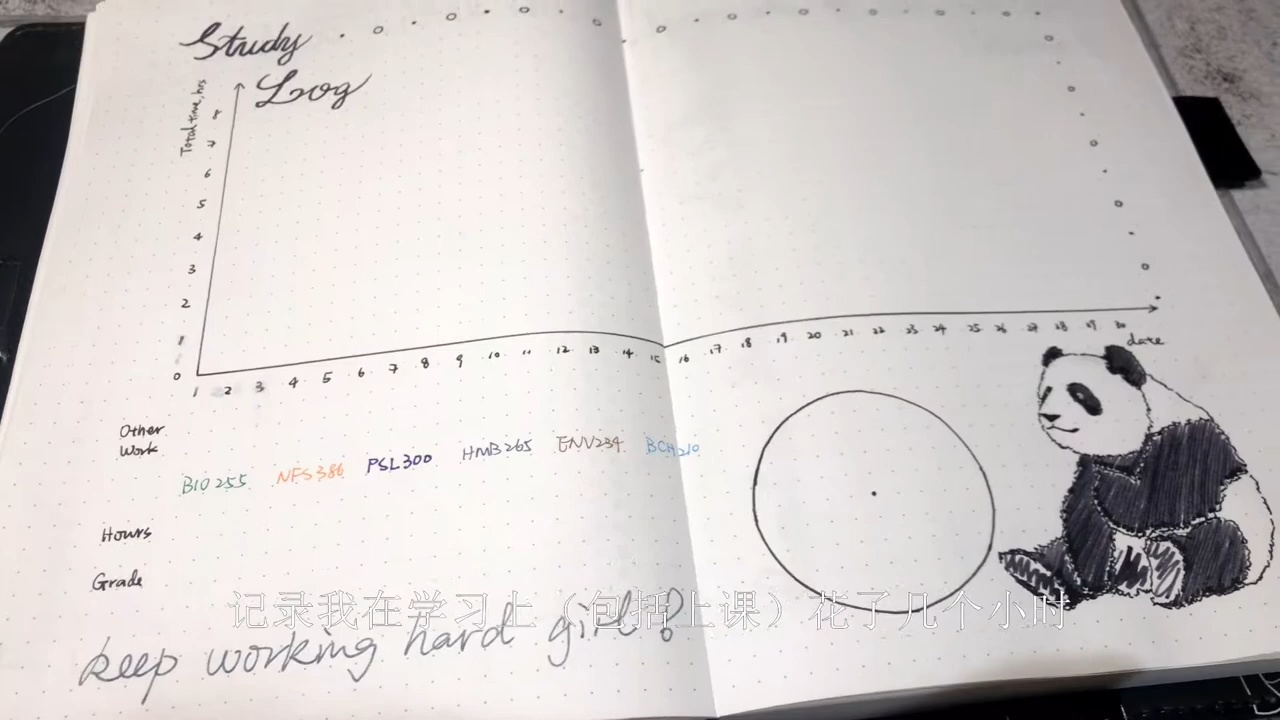 Study
Log
Total time, hrs
8
7
6
5
4
3
2
1
0
1 2 3 4 5 6 7 8 9 10 11 12 13 14 15 16 17 18 19 20 21 22 23 24 25 26 27 28 29 30
date
Other
Work
BIO255 NFS386 PSL300 HMB265 ENV234 BCH210
Hours
Grade
记录我在学习上（包括上课）花了几个小时
keep working hard girl!